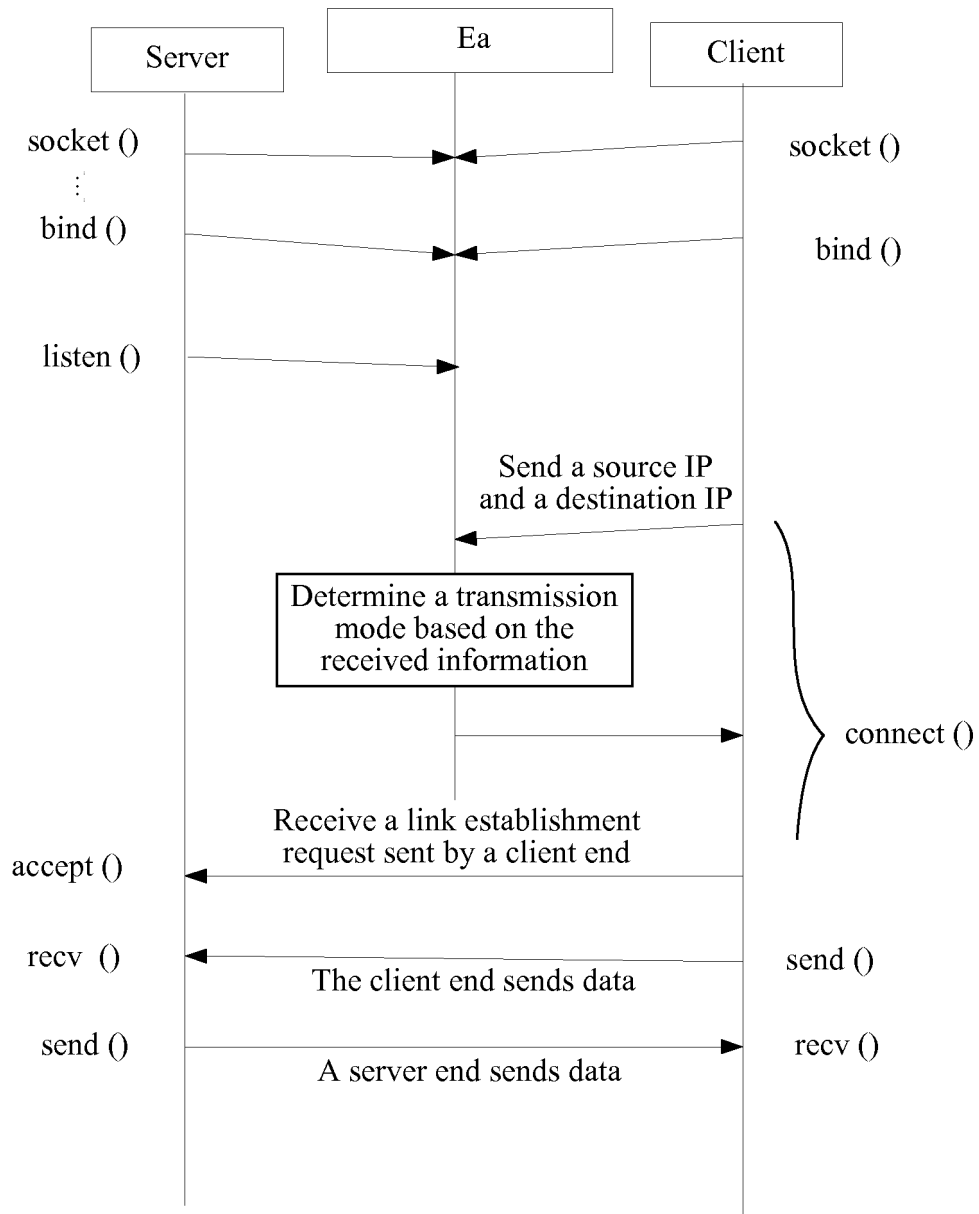 Server
Ea
Client
socket ()
socket ()
⋮
bind ()
bind ()
listen ()
Send a source IP
and a destination IP
Determine a transmission
mode based on the
received information
connect ()
Receive a link establishment
request sent by a client end
accept ()
recv ()
send ()
The client end sends data
send ()
recv ()
A server end sends data